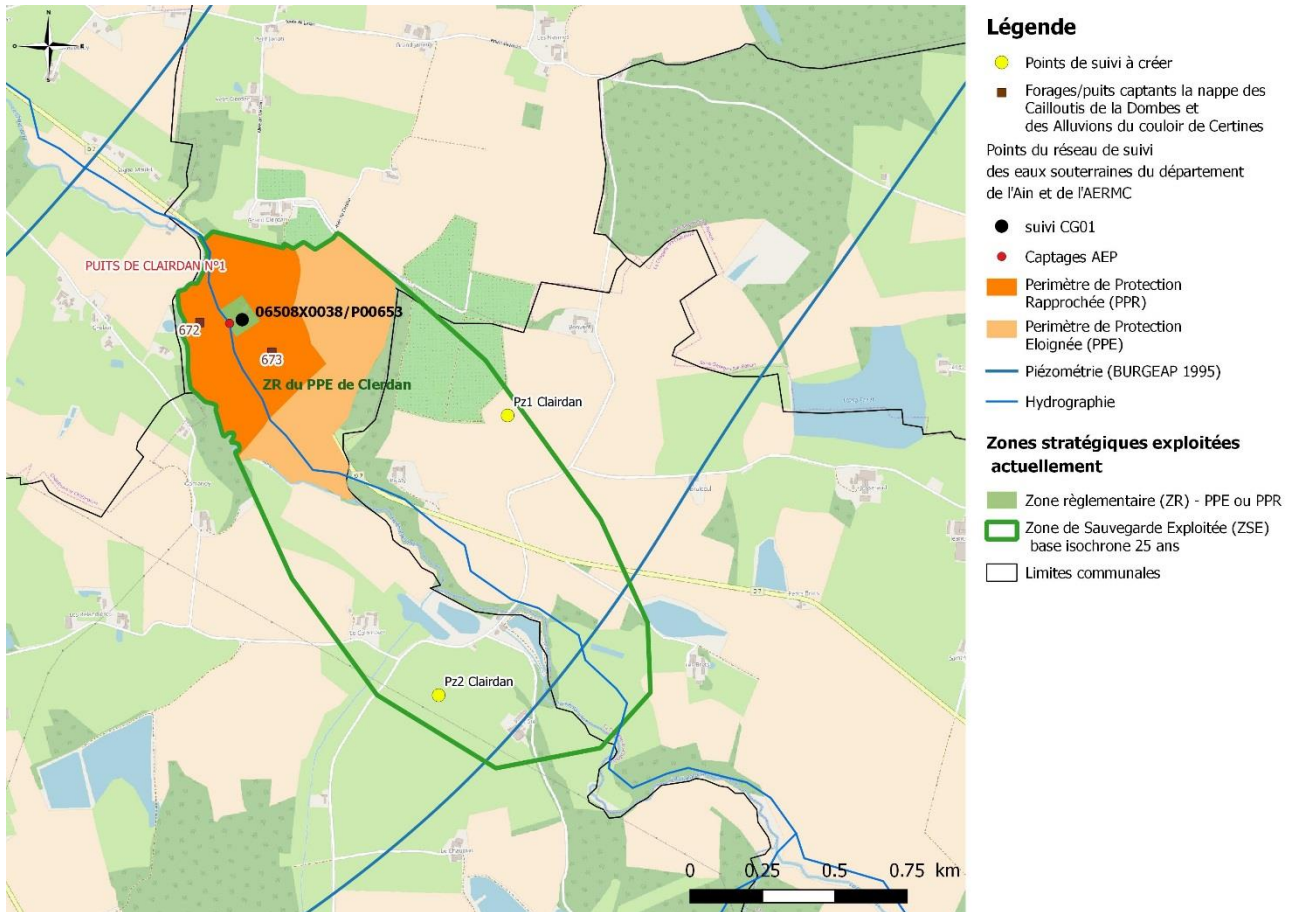 N
O
E
S
PUITS DE CLAIRDAN N°1
06508X0038/P00653
672
673
ZR du PPE de Clerdan
Pz1 Clairdan
Pz2 Clairdan
0 0.25 0.5 0.75 km
Légende
Points de suivi à créer
Forages/puits captants la nappe des
Cailloutis de la Dombes et
des Alluvions du couloir de Certines
Points du réseau de suivi
des eaux souterraines du département
de l'Ain et de l'AERMC
suivi CG01
Captages AEP
Perimètre de Protection
Rapprochée (PPR)
Perimètre de Protection
Eloignée (PPE)
Piézométrie (BURGEAP 1995)
Hydrographie
Zones stratégiques exploitées
actuellement
Zone règlementaire (ZR) - PPE ou PPR
Zone de Sauvegarde Exploitée (ZSE)
base isochrone 25 ans
Limites communales